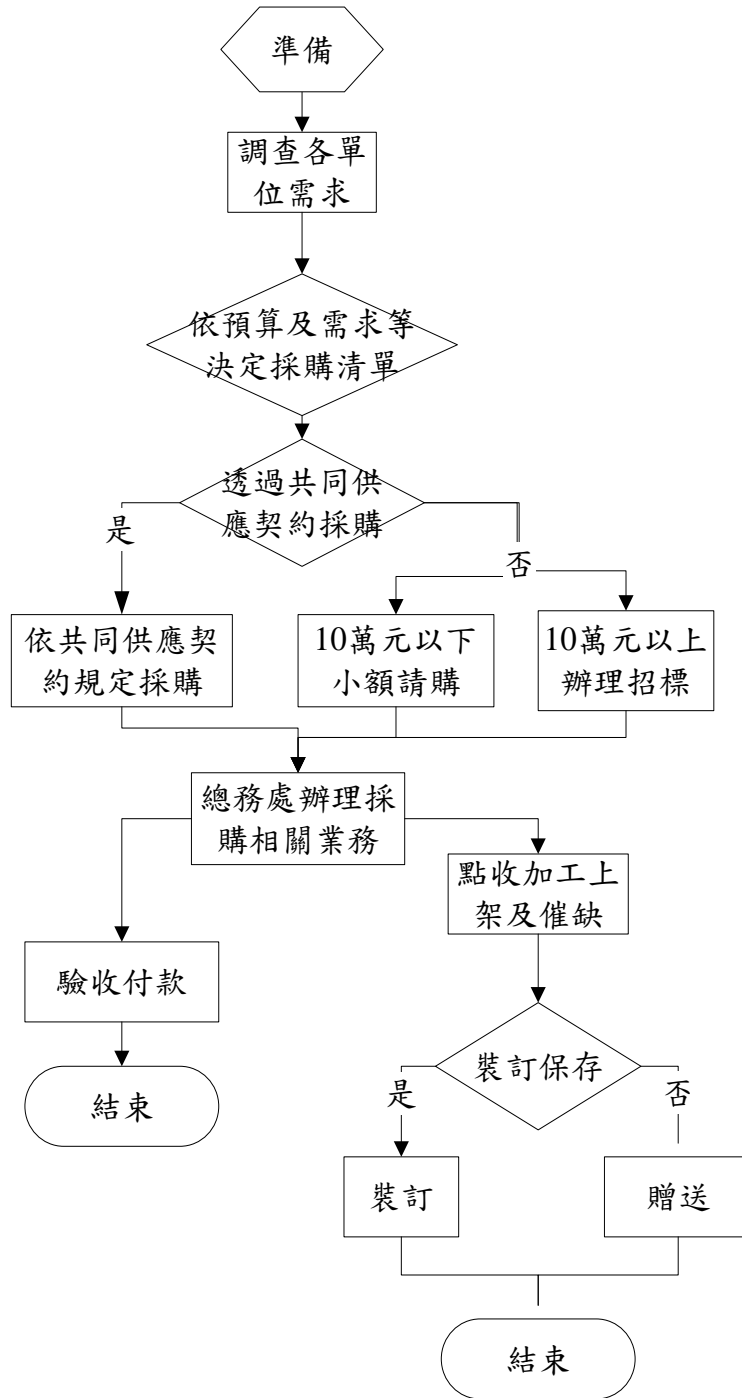 準備
調查各單
位需求
依預算及需求等
決定採購清單
透過共同供
應契約採購
是
否
依共同供應契
約規定採購
10萬元以下
小額請購
10萬元以上
辦理招標
總務處辦理採
購相關業務
點收加工上
架及催缺
驗收付款
裝訂保存
結束
是
否
裝訂
贈送
結束